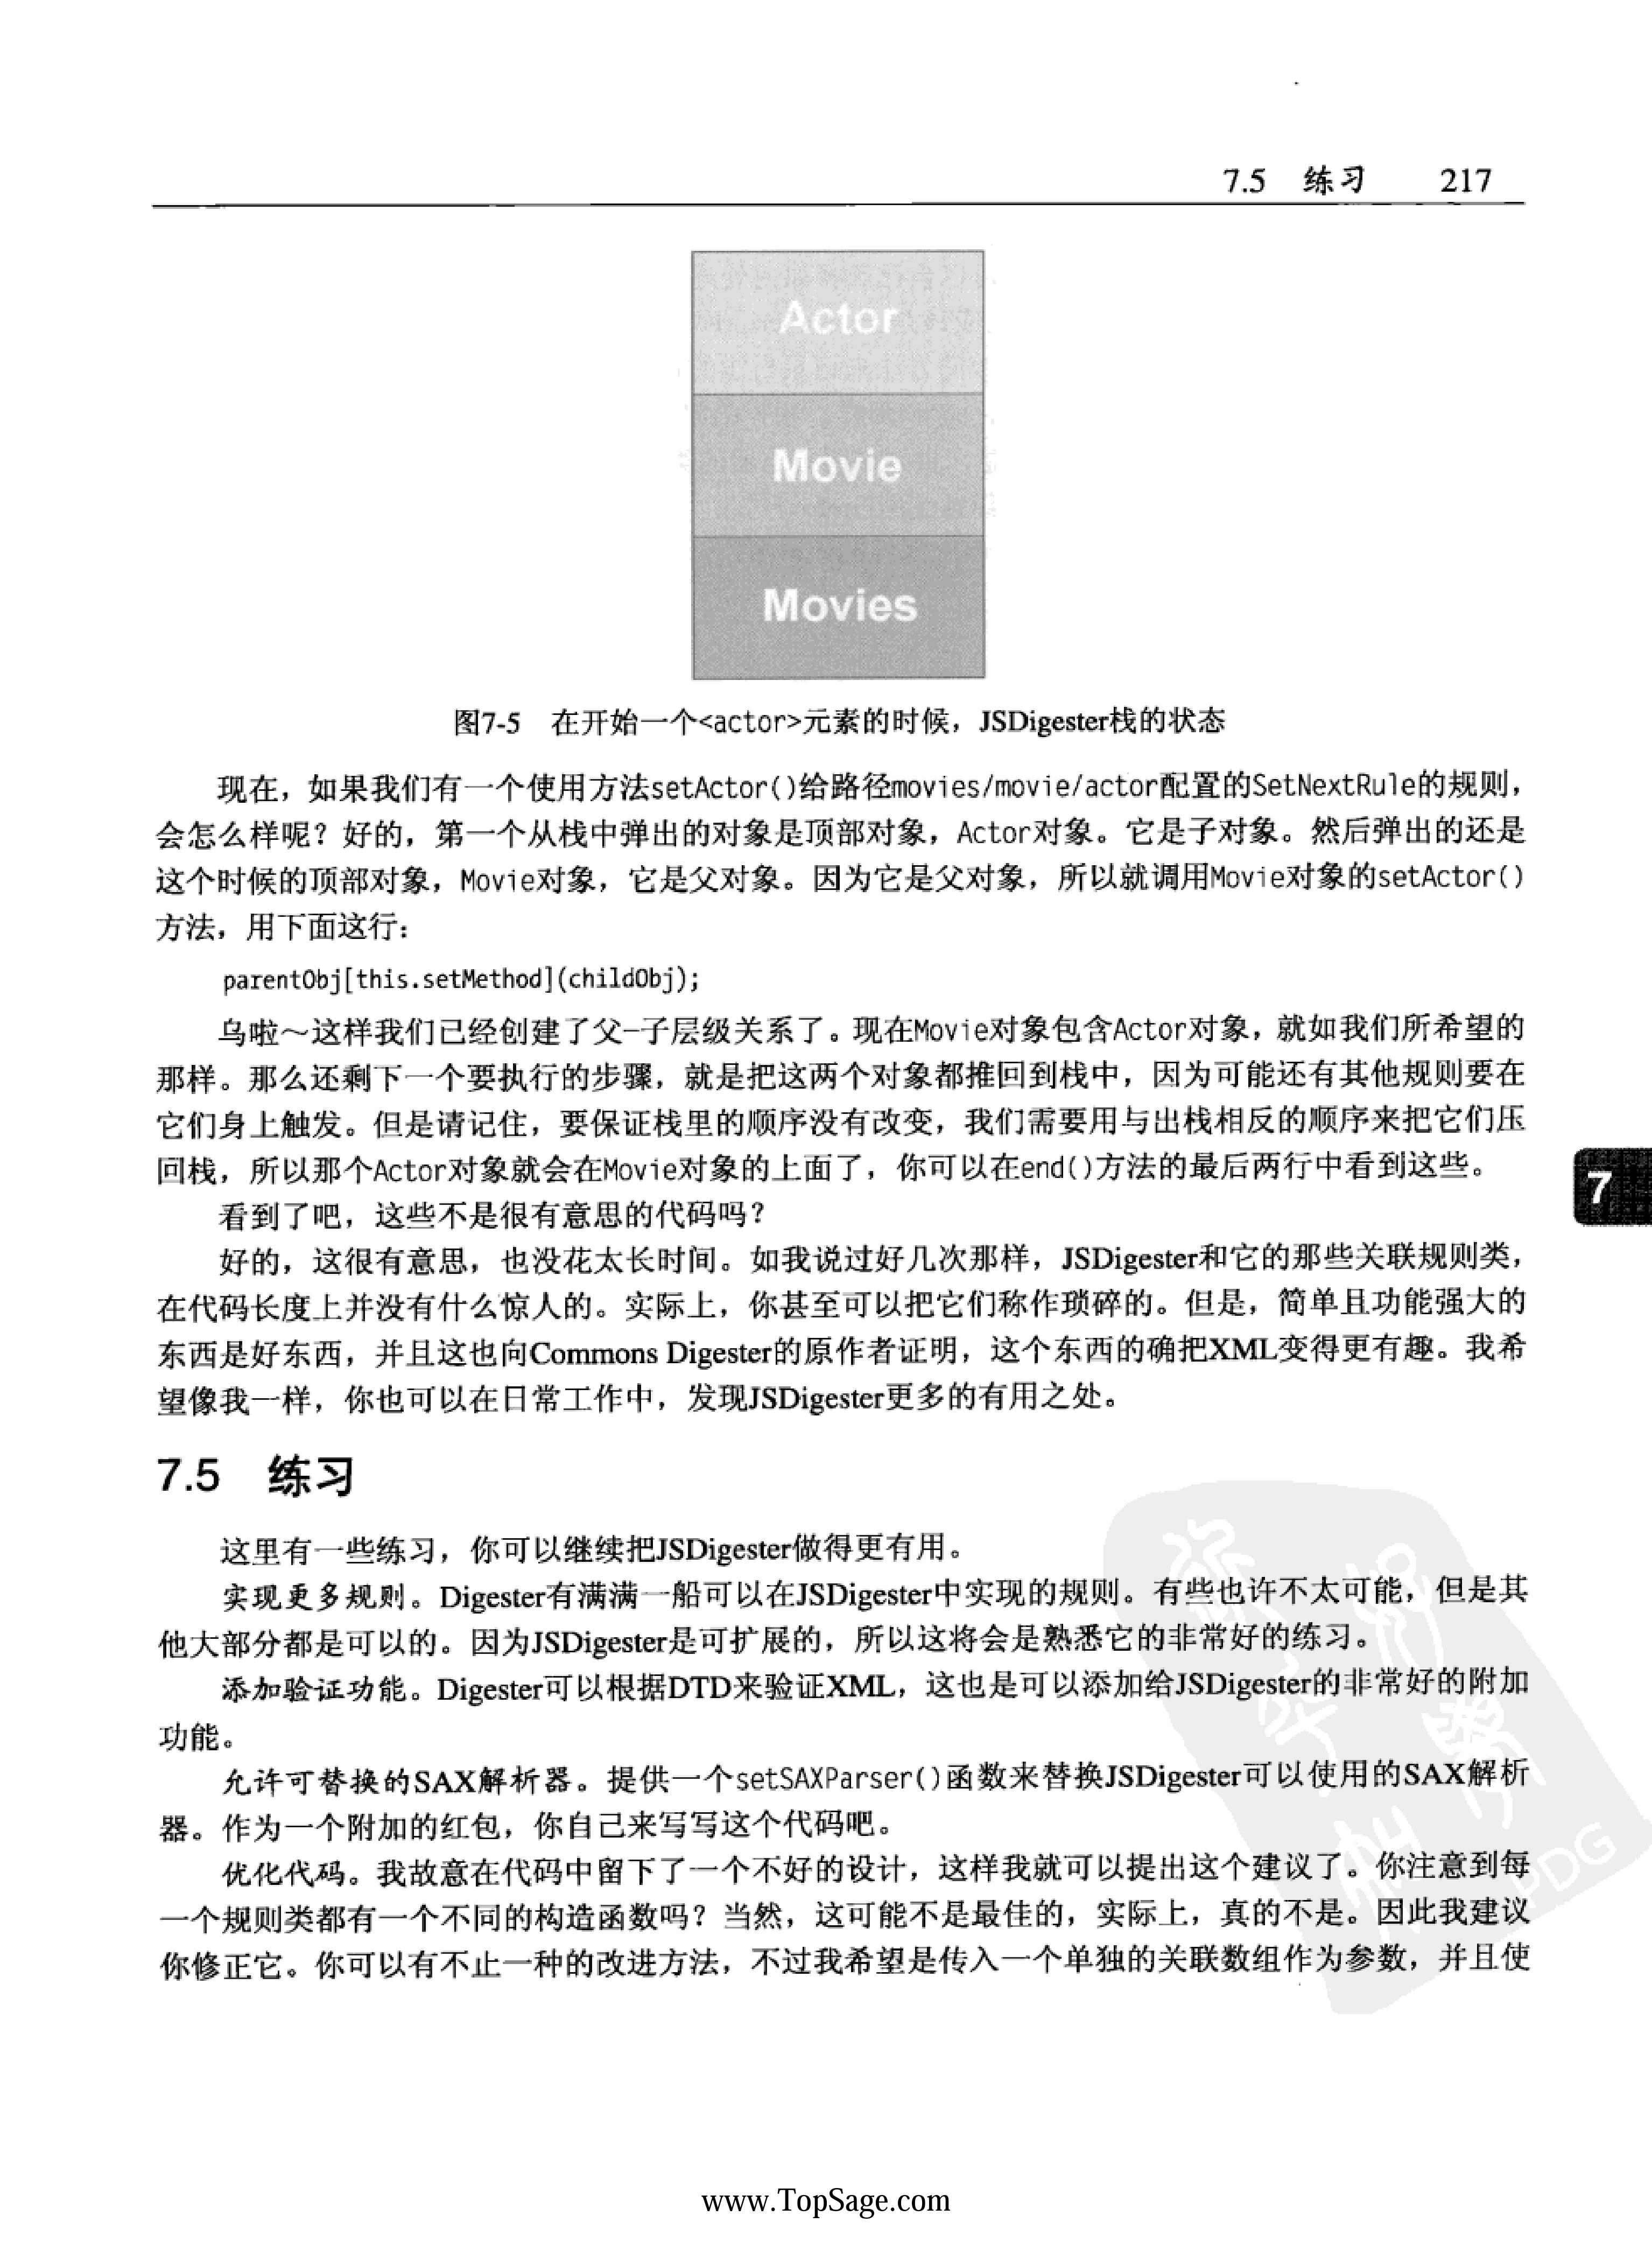 7.5 练习 217
Actor
Movie
Movies
图7-5 在开始一个<actor>元素的时候，JSDigester栈的状态
现在，如果我们有一个使用方法setActor()给路径movies/movie/actor配置的SetNextRule的规则，
会怎么样呢？好的，第一个从栈中弹出的对象是顶部对象，Actor对象。它是子对象。然后弹出的还是
这个时候的顶部对象，Movie对象，它是父对象。因为它是父对象，所以就调用Movie对象的setActor()
方法，用下面这行：
parentObj[this.setMethod](childObj);
乌啦～这样我们已经创建了父-子层级关系了。现在Movie对象包含Actor对象，就如我们所希望的
那样。那么还剩下一个要执行的步骤，就是把这两个对象都推回到栈中，因为可能还有其他规则要在
它们身上触发。但是请记住，要保证栈里的顺序没有改变，我们需要用与出栈相反的顺序来把它们压
回栈，所以那个Actor对象就会在Movie对象的上面了，你可以在end()方法的最后两行中看到这些。
看到了吧，这些不是很有意思的代码吗？
好的，这很有意思，也没花太长时间。如我说过好几次那样，JSDigester和它的那些关联规则类，
在代码长度上并没有什么惊人的。实际上，你甚至可以把它们称作琐碎的。但是，简单且功能强大的
东西是好东西，并且这也向Commons Digester的原作者证明，这个东西的确把XML变得更有趣。我希
望像我一样，你也可以在日常工作中，发现JSDigester更多的有用之处。
7
7.5 练习
这里有一些练习，你可以继续把JSDigester做得更有用。
实现更多规则。Digester有满满一船可以在JSDigester中实现的规则。有些也许不太可能，但是其
他大部分都是可以的。因为JSDigester是可扩展的，所以这将会是熟悉它的非常好的练习。
添加验证功能。Digester可以根据DTD来验证XML，这也是可以添加给JSDigester的非常好的附加
功能。
允许可替换的SAX解析器。提供一个setSAXParser()函数来替换JSDigester可以使用的SAX解析
器。作为一个附加的红包，你自己来写写这个代码吧。
优化代码。我故意在代码中留下了一个不好的设计，这样我就可以提出这个建议了。你注意到每
一个规则类都有一个不同的构造函数吗？当然，这可能不是最佳的，实际上，真的不是。因此我建议
你修正它。你可以有不止一种的改进方法，不过我希望是传入一个单独的关联数组作为参数，并且使
PDG
www.TopSage.com